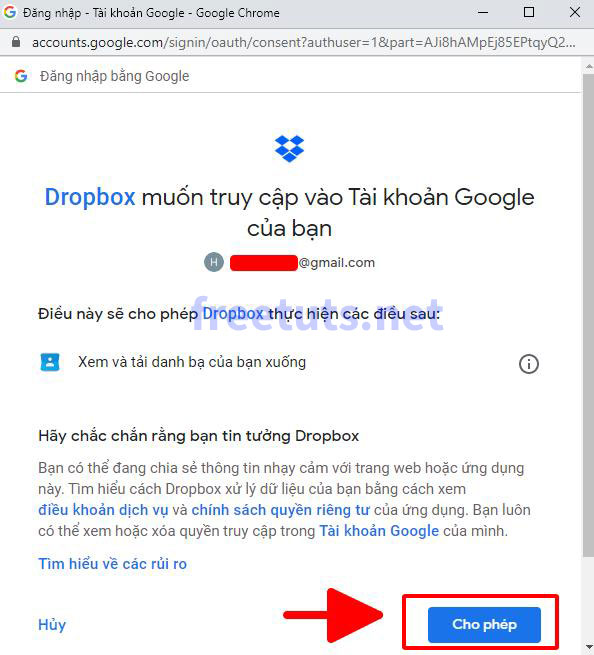 Đăng nhập - Tài khoản Google - Google Chrome
accounts.google.com/signin/oauth/consent?authuser=1&part=AJi8hAMpEj85EPtqyQ2...
Đăng nhập bằng Google
Dropbox muốn truy cập vào Tài khoản Google
của bạn
H @gmail.com
Điều này sẽ cho phép Dropbox thực hiện các điều sau:
freetuts.net
Xem và tải danh bạ của bạn xuống
Hãy chắc chắn rằng bạn tin tưởng Dropbox
Bạn có thể đang chia sẻ thông tin nhạy cảm với trang web hoặc ứng dụng
này. Tìm hiểu cách Dropbox xử lý dữ liệu của bạn bằng cách xem
điều khoản dịch vụ và chính sách quyền riêng tư của ứng dụng. Bạn luôn
có thể xem hoặc xóa quyền truy cập trong Tài khoản Google của mình.
Tìm hiểu về các rủi ro
Hủy
Cho phép